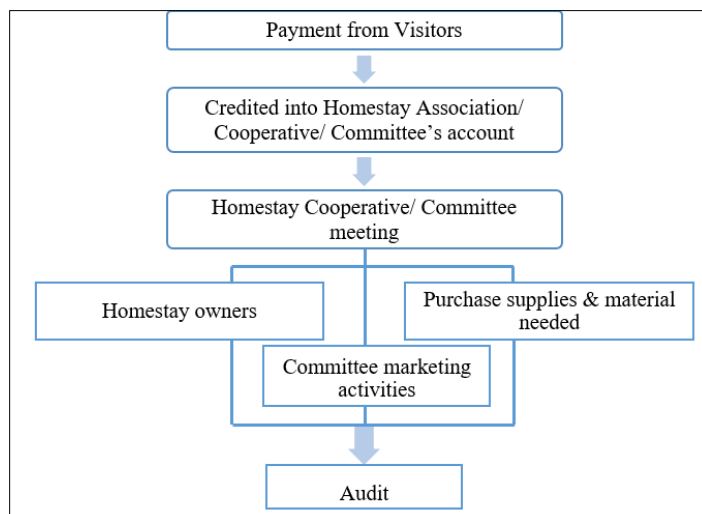 Payment from Visitors
Credited into Homestay Association/
Cooperative/ Committee’s account
Homestay Cooperative/ Committee
meeting
Homestay owners
Purchase supplies & material
needed
Committee marketing
activities
Audit